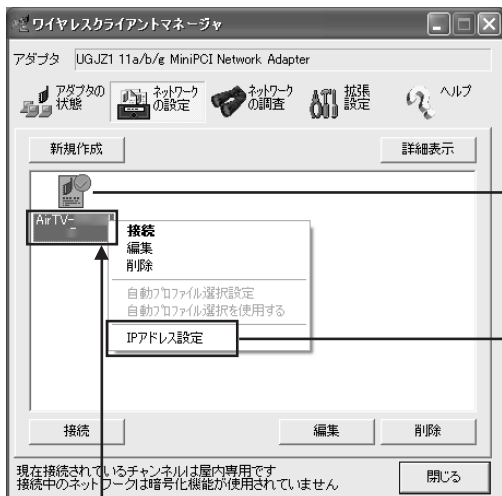 ワイヤレスクライアントマネージャ
アダプタ UGJZ1 11a/b/g MiniPCI Network Adapter
アダプタの状態
ネットワークの設定
ネットワークの調査
拡張設定
ヘルプ
新規作成
詳細表示
AirTV-
接続
編集
削除
自動プロファイル選択設定
自動プロファイル選択を使用する
IPアドレス設定
接続
編集
削除
現在接続されているチャンネルは屋内専用です
接続中のネットワークは暗号化機能が使用されていません
閉じる